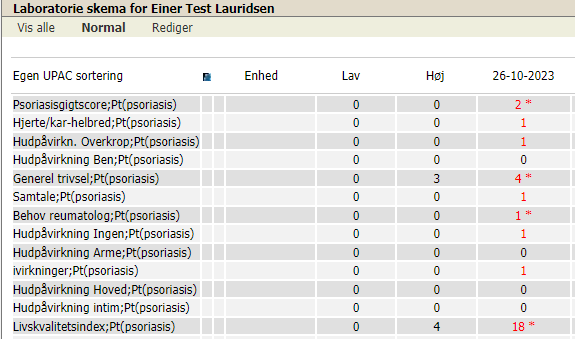 Laboratorie skema for Einer Test Lauridsen
Vis alle Normal Rediger
Egen UPAC sortering Enhed Lav Høj 26-10-2023
Psoriasisgigtscore;Pt(psoriasis) 0 0 2 *
Hjerte/kar-helbred;Pt(psoriasis) 0 0 1
Hudpåvirkn. Overkrop;Pt(psoriasis) 0 0 1
Hudpåvirkning Ben;Pt(psoriasis) 0 0 0
Generel trivsel;Pt(psoriasis) 0 3 4 *
Samtale;Pt(psoriasis) 0 0 1
Behov reumatolog;Pt(psoriasis) 0 0 1 *
Hudpåvirkning Ingen;Pt(psoriasis) 0 0 1
Hudpåvirkning Arme;Pt(psoriasis) 0 0 0
ivirkninger;Pt(psoriasis) 0 0 1
Hudpåvirkning Hoved;Pt(psoriasis) 0 0 0
Hudpåvirkning intim;Pt(psoriasis) 0 0 0
Livskvalitetsindex;Pt(psoriasis) 0 4 18 *